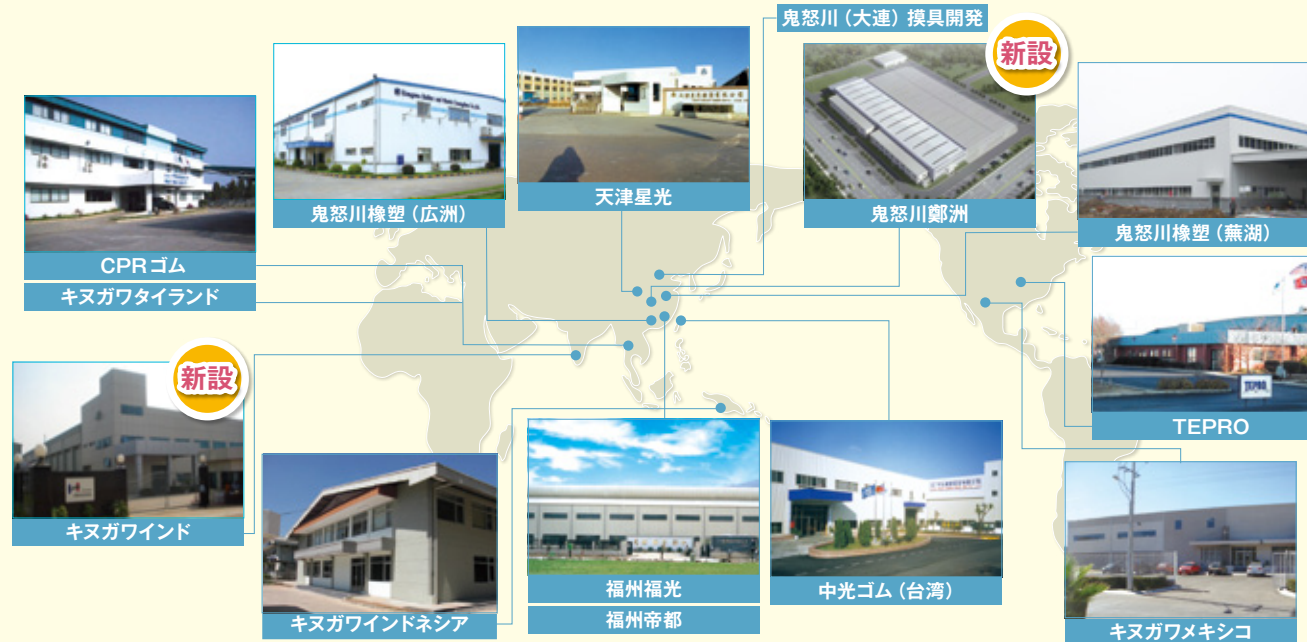 鬼怒川（大連）摸具開発
新設
鬼怒川橡塑（広洲）
天津星光
鬼怒川鄭洲
鬼怒川橡塑（蕪湖）
CPRゴム
キヌガワタイランド
新設
キヌガワインド
キヌガワインドネシア
福州福光
福州帝都
中光ゴム（台湾）
TEPRO
TEPRO
キヌガワメキシコ